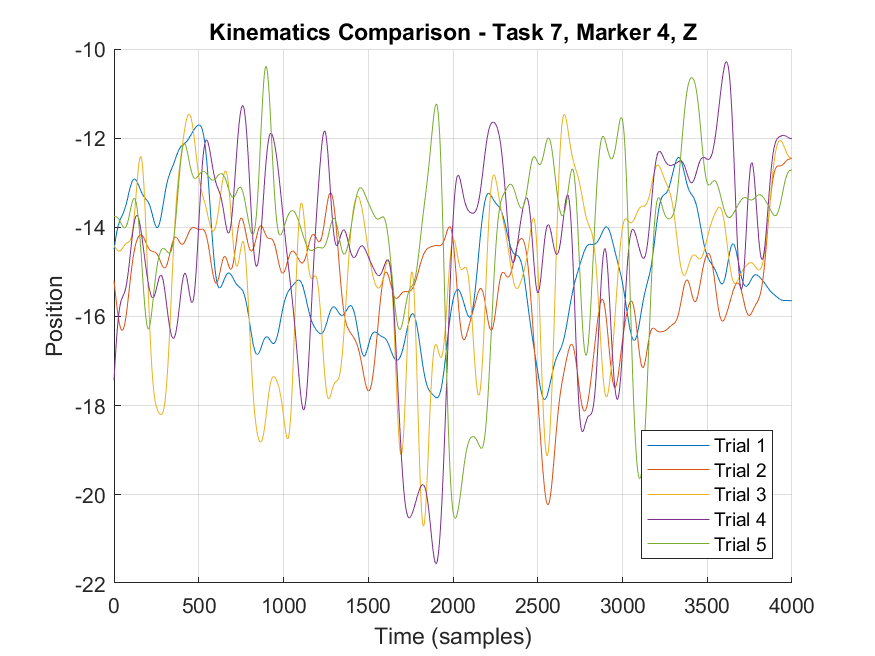 Kinematics Comparison - Task 7, Marker 4, Z
-10
-12
-14
-16
-18
-20
-22
Position
0 500 1000 1500 2000 2500 3000 3500 4000
Time (samples)
Trial 1
Trial 2
Trial 3
Trial 4
Trial 5